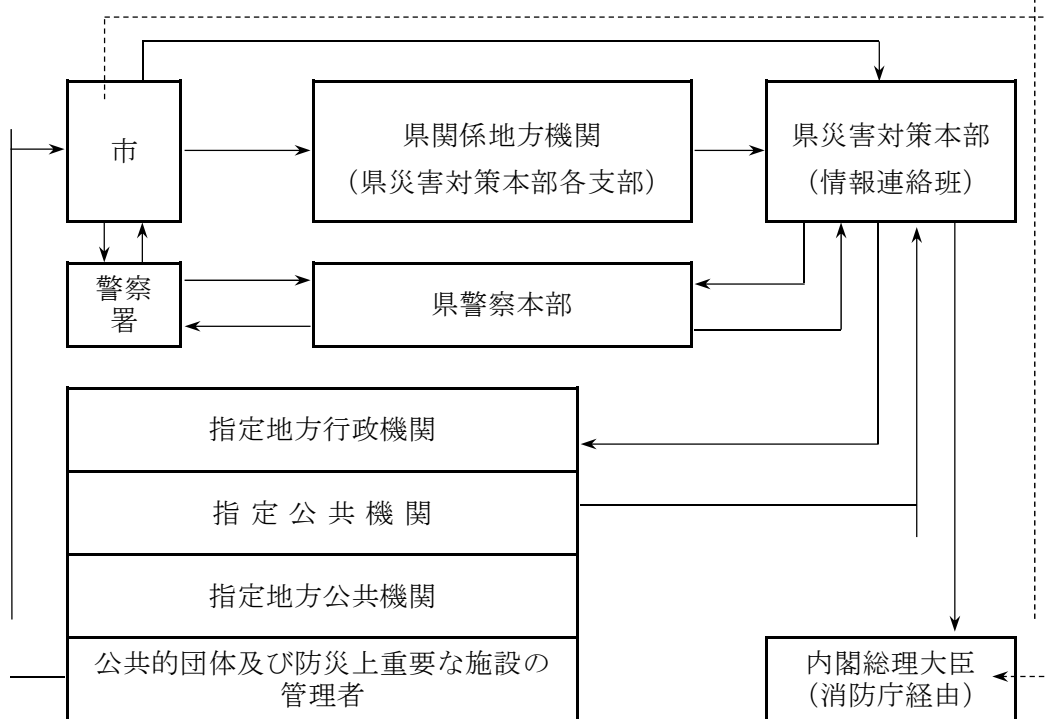 市
県関係地方機関
（県災害対策本部各支部）
県災害対策本部
（情報連絡班）
警察
署
県警察本部
指定地方行政機関
指 定 公 共 機 関
指定地方公共機関
公共的団体及び防災上重要な施設の
管理者
内閣総理大臣
（消防庁経由）